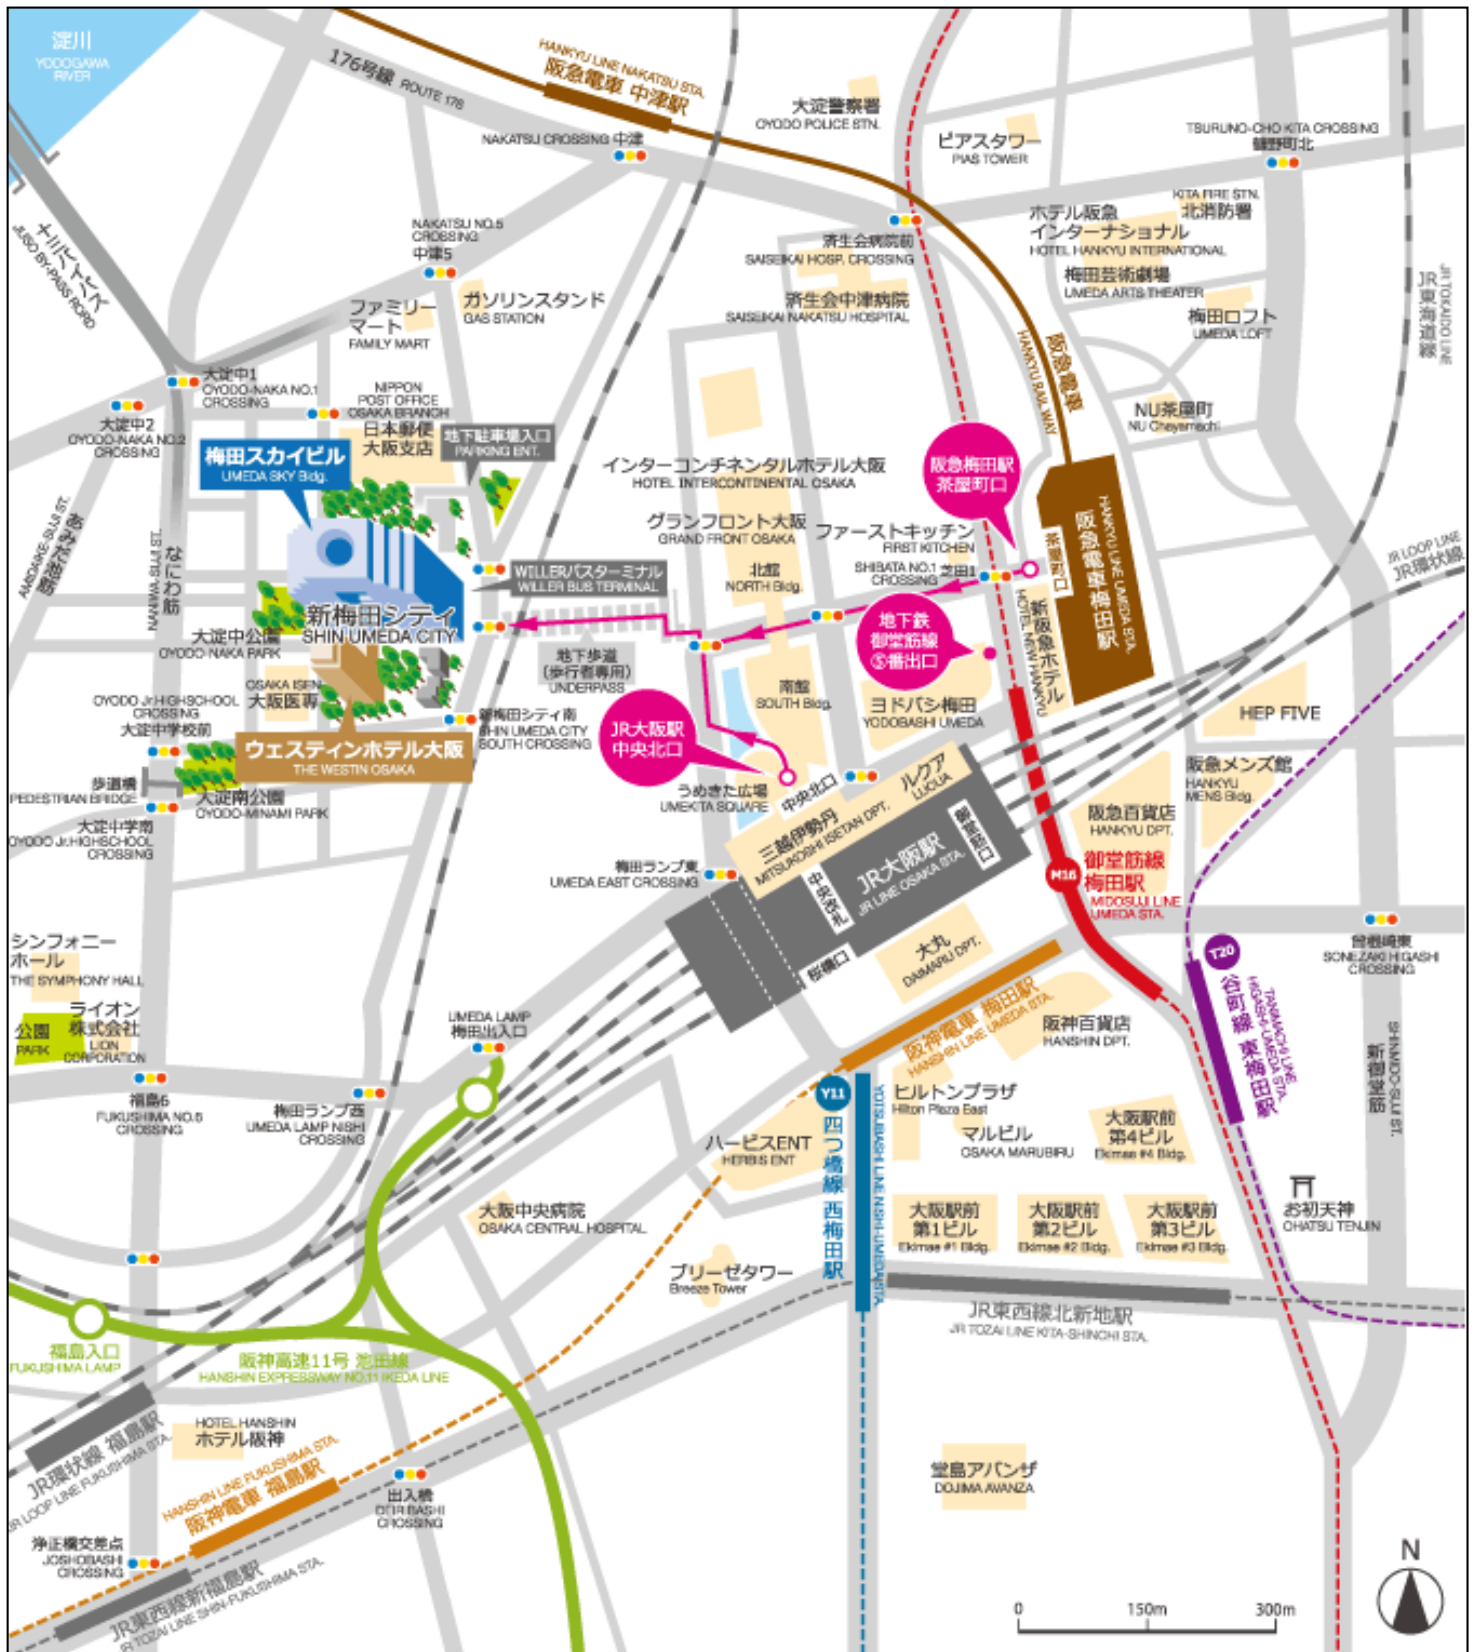 淀川
YODOGAWA
RIVER
176号線 ROUTE 176
HANKYU LINE NAKATSU STA.
阪急電車 中津駅
NAKATSU CROSSING 中津
大淀警察署
OYODO POLICE STN.
ピアスタワー
PIAS TOWER
TSURUNO-CHO KITA CROSSING
鶴野町北
KITA FIRE STN.
北消防署
ホテル阪急
インターナショナル
HOTEL HANKYU INTERNATIONAL
梅田芸術劇場
UMEDA ARTS THEATER
梅田ロフト
UMEDA LOFT
JR東海道線
JR TOKAIDO LINE
十三バイパス
JUSO BY-PASS ROAD
NAKATSU NO.5
CROSSING
中津5
ファミリー
マート
FAMILY MART
ガソリンスタンド
GAS STATION
済生会病院前
SAISEIKAI HOSP. CROSSING
済生会中津病院
SAISEIKAI NAKATSU HOSPITAL
阪急電車
HANKYU RAIL WAY
NU茶屋町
NU Chayamachi
大淀中1
OYODO-NAKA NO.1
CROSSING
大淀中2
OYODO-NAKA NO.2
CROSSING
NIPPON
POST OFFICE
OSAKA BRANCH
日本郵便
大阪支店
地下駐車場入口
PARKING ENT.
梅田スカイビル
UMEDA SKY Bldg.
インターコンチネンタルホテル大阪
HOTEL INTERCONTINENTAL OSAKA
グランフロント大阪
GRAND FRONT OSAKA
北館
NORTH Bldg.
ファーストキッチン
FIRST KITCHEN
SHIBATA NO.1
CROSSING
芝田1
阪急梅田駅
茶屋町口
茶屋町口
阪急電車 梅田駅
HANKYU LINE UMEDA STA.
JR LOOP LINE
JR環状線
AMIDAIKE-SUJI ST.
あみだ池筋
なにわ筋
NANIWA-SUJI ST.
WILLERバスターミナル
WILLER BUS TERMINAL
新梅田シティ
SHIN UMEDA CITY
大淀中公園
OYODO-NAKA PARK
地下歩道
(歩行者専用)
UNDERPASS
地下鉄
御堂筋線
⑤番出口
新阪急ホテル
HOTEL NEW HANKYU
OSAKA ISEN
大阪医専
OYODO Jr.HIGHSCHOOL
CROSSING
大淀中学校前
新梅田シティ南
SHIN UMEDA CITY
SOUTH CROSSING
南館
SOUTH Bldg.
ヨドバシ梅田
YODOBASHI UMEDA
HEP FIVE
JR大阪駅
中央北口
ウェスティンホテル大阪
THE WESTIN OSAKA
歩道橋
PEDESTRIAN BRIDGE
大淀南公園
OYODO-MINAMI PARK
大淀中学南
OYODO Jr.HIGHSCHOOL
CROSSING
うめきた広場
UMEKITA SQUARE
中央北口
ルクア
LUCUA
三越伊勢丹
MITSUKOSHI ISETAN DPT.
阪急メンズ館
HANKYU
MENS Bldg.
阪急百貨店
HANKYU DPT.
梅田ランプ東
UMEDA EAST CROSSING
JR大阪駅
JR LINE OSAKA STA.
御堂筋口
中央改札
桜橋口
M16
御堂筋線
梅田駅
MIDOSUJI LINE
UMEDA STA.
大丸
DAIMARU DPT.
シンフォニー
ホール
THE SYMPHONY HALL
曽根崎東
SONEZAKI HIGASHI
CROSSING
T20
谷町線 東梅田駅
TANIMACHI LINE
HIGASHI-UMEDA STA.
公園
PARK
ライオン
株式会社
LION
CORPORATION
UMEDA LAMP
梅田出入口
阪神電車 梅田駅
HANSHIN LINE UMEDA STA.
阪神百貨店
HANSHIN DPT.
新御堂筋
SHINMIDO-SUJI ST.
福島6
FUKUSHIMA NO.6
CROSSING
梅田ランプ西
UMEDA LAMP NISHI
CROSSING
Y11
四つ橋線 西梅田駅
YOTSUBASHI LINE NISHI-UMEDA STA.
ヒルトンプラザ
Hilton Plaza East
マルビル
OSAKA MARUBIRU
大阪駅前
第4ビル
Ekimae #4 Bldg.
ハービスENT
HERBIS ENT
大阪中央病院
OSAKA CENTRAL HOSPITAL
大阪駅前
第1ビル
Ekimae #1 Bldg.
大阪駅前
第2ビル
Ekimae #2 Bldg.
大阪駅前
第3ビル
Ekimae #3 Bldg.
お初天神
OHATSU TENJIN
ブリーゼタワー
Breeze Tower
JR東西線北新地駅
JR TOZAI LINE KITA-SHINCHI STA.
福島入口
FUKUSHIMA LAMP
阪神高速11号 池田線
HANSHIN EXPRESSWAY NO.11 IKEDA LINE
JR環状線 福島駅
JR LOOP LINE FUKUSHIMA STA.
HOTEL HANSHIN
ホテル阪神
HANSHIN LINE FUKUSHIMA STA.
阪神電車 福島駅
出入橋
DEIRIBASHI
CROSSING
堂島アバンザ
DOJIMA AVANZA
浄正橋交差点
JOSHOBASHI
CROSSING
JR東西線新福島駅
JR TOZAI LINE SHIN-FUKUSHIMA STA.
N
0 150m 300m